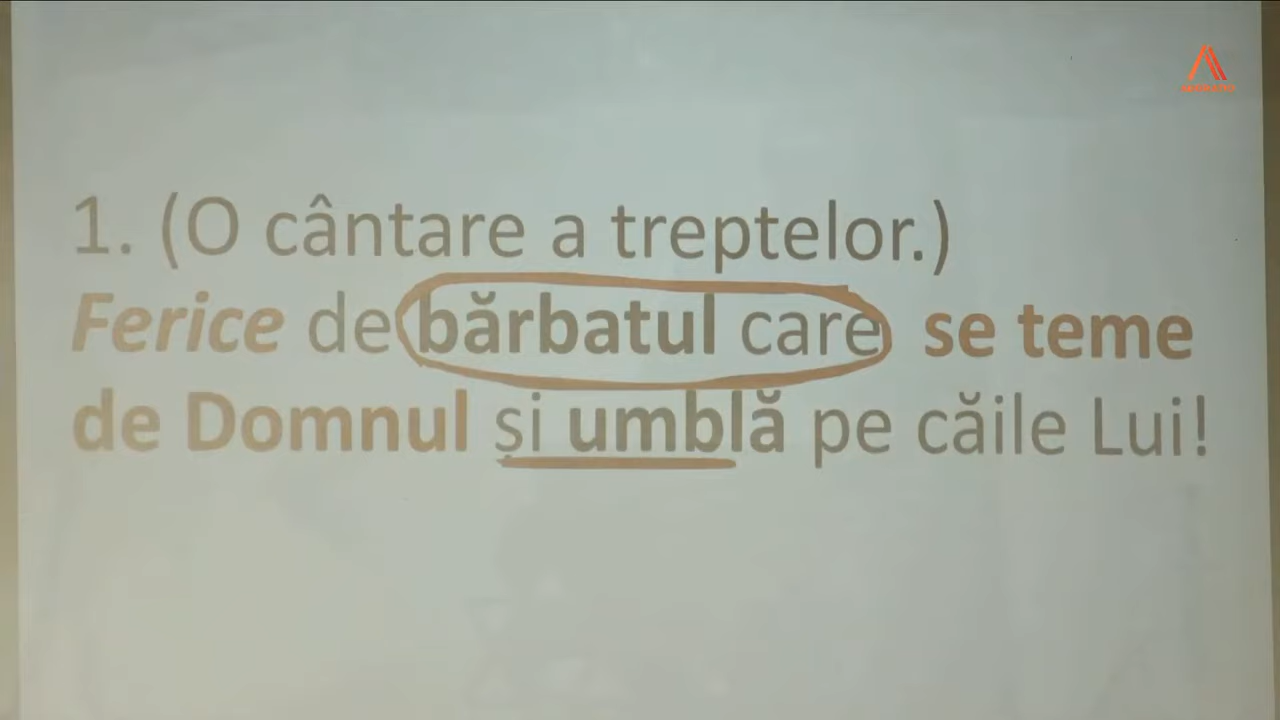 1. (O cântare a treptelor.)
Ferice de bărbatul care se teme
de Domnul și umblă pe căile Lui!